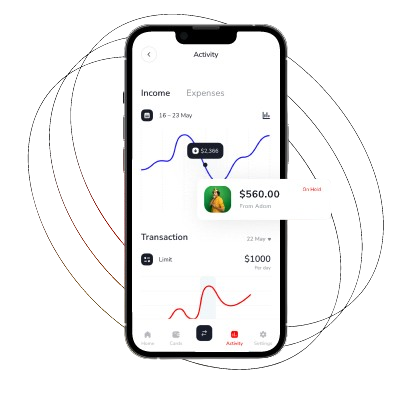 Activity
Income Expenses
16 – 23 May
$2,366
$560.00
On Hold
From Adion
Transaction
22 May
Limit
$1000
Per day
Home Cards Activity Settings